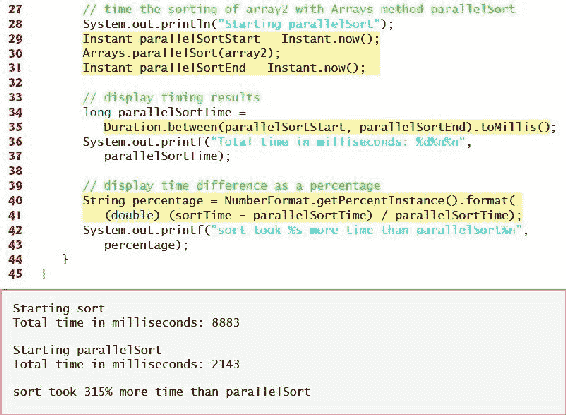 27 // time the sorting of array2 with Arrays method parallelSort
28 System.out.println("Starting parallelSort");
29 Instant parallelSortStart = Instant.now();
30 Arrays.parallelSort(array2);
31 Instant parallelSortEnd = Instant.now();
32
33 // display timing results
34 long parallelSortTime =
35 Duration.between(parallelSortStart, parallelSortEnd).toMillis();
36 System.out.printf("Total time in milliseconds: %d%n%n",
37 parallelSortTime);
38
39 // display time difference as a percentage
40 String percentage = NumberFormat.getPercentInstance().format(
41 (double) (sortTime - parallelSortTime) / parallelSortTime);
42 System.out.printf("sort took %s more time than parallelSort%n",
43 percentage);
44 }
45 }
Starting sort
Total time in milliseconds: 8883
Starting parallelSort
Total time in milliseconds: 2143
sort took 315% more time than parallelSort